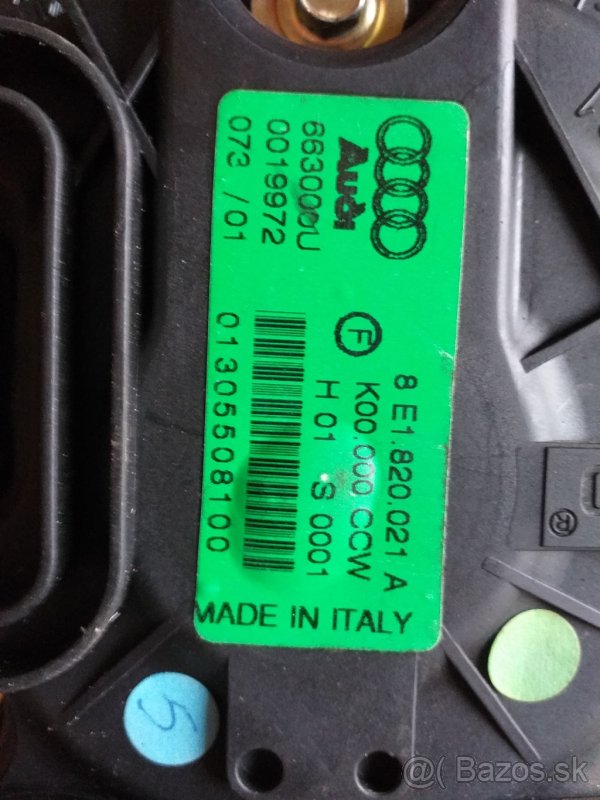 Audi
663000U
0019972
073 /01
8 E1.820.021 A
K00.000.CCW
F
H 01 S 0001
01305508100
MADE IN ITALY
®
5
© Bazos.sk